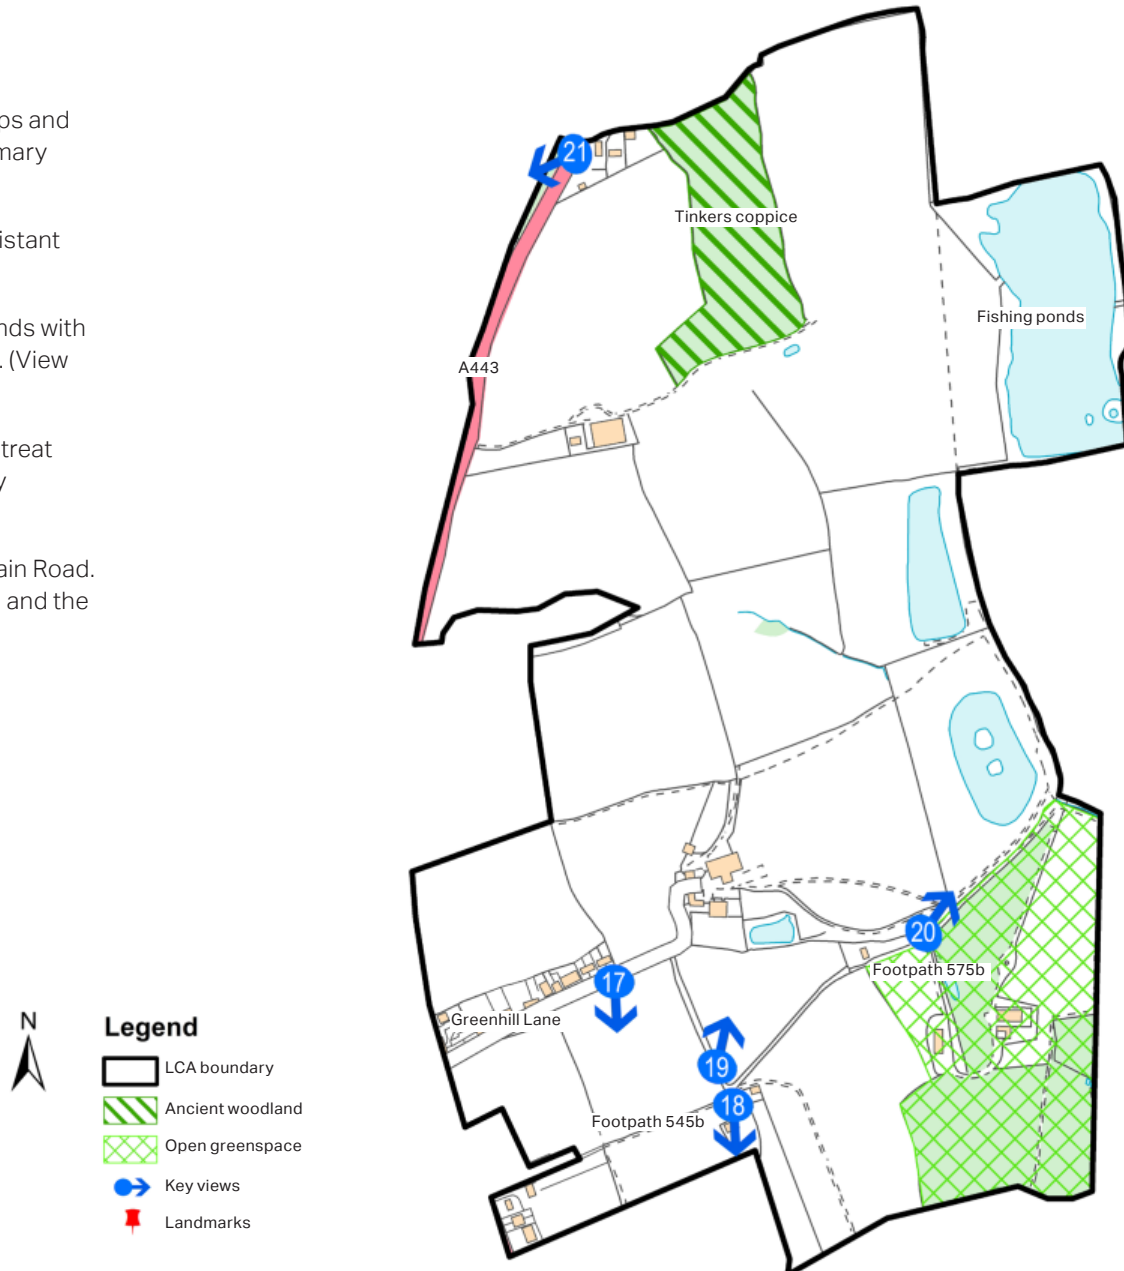 ps and
mary
istant
nds with
. (View
treat
y
ain Road.
and the
21
Tinkers coppice
Fishing ponds
A443
20
Footpath 575b
17
Greenhill Lane
19
18
Footpath 545b
N
Legend
LCA boundary
Ancient woodland
Open greenspace
Key views
Landmarks